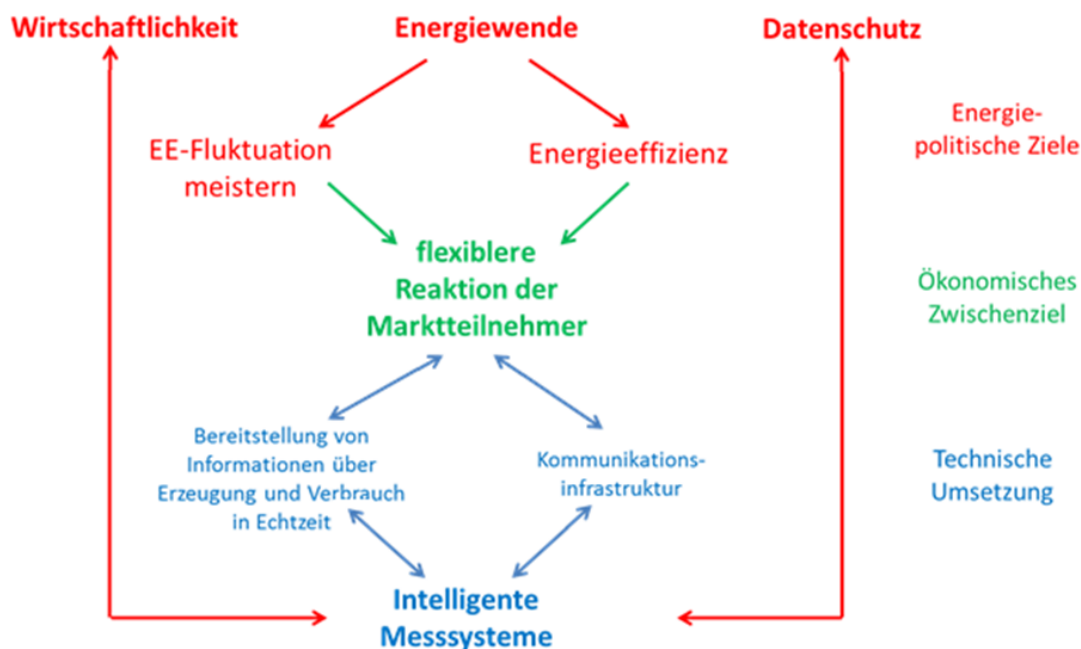 Wirtschaftlichkeit
Energiewende
Datenschutz
EE-Fluktuation
meistern
Energieeffizienz
Energie-
politische Ziele
flexiblere
Reaktion der
Marktteilnehmer
Ökonomisches
Zwischenziel
Bereitstellung von
Informationen über
Erzeugung und Verbrauch
in Echtzeit
Kommunikations-
infrastruktur
Technische
Umsetzung
Intelligente
Messsysteme